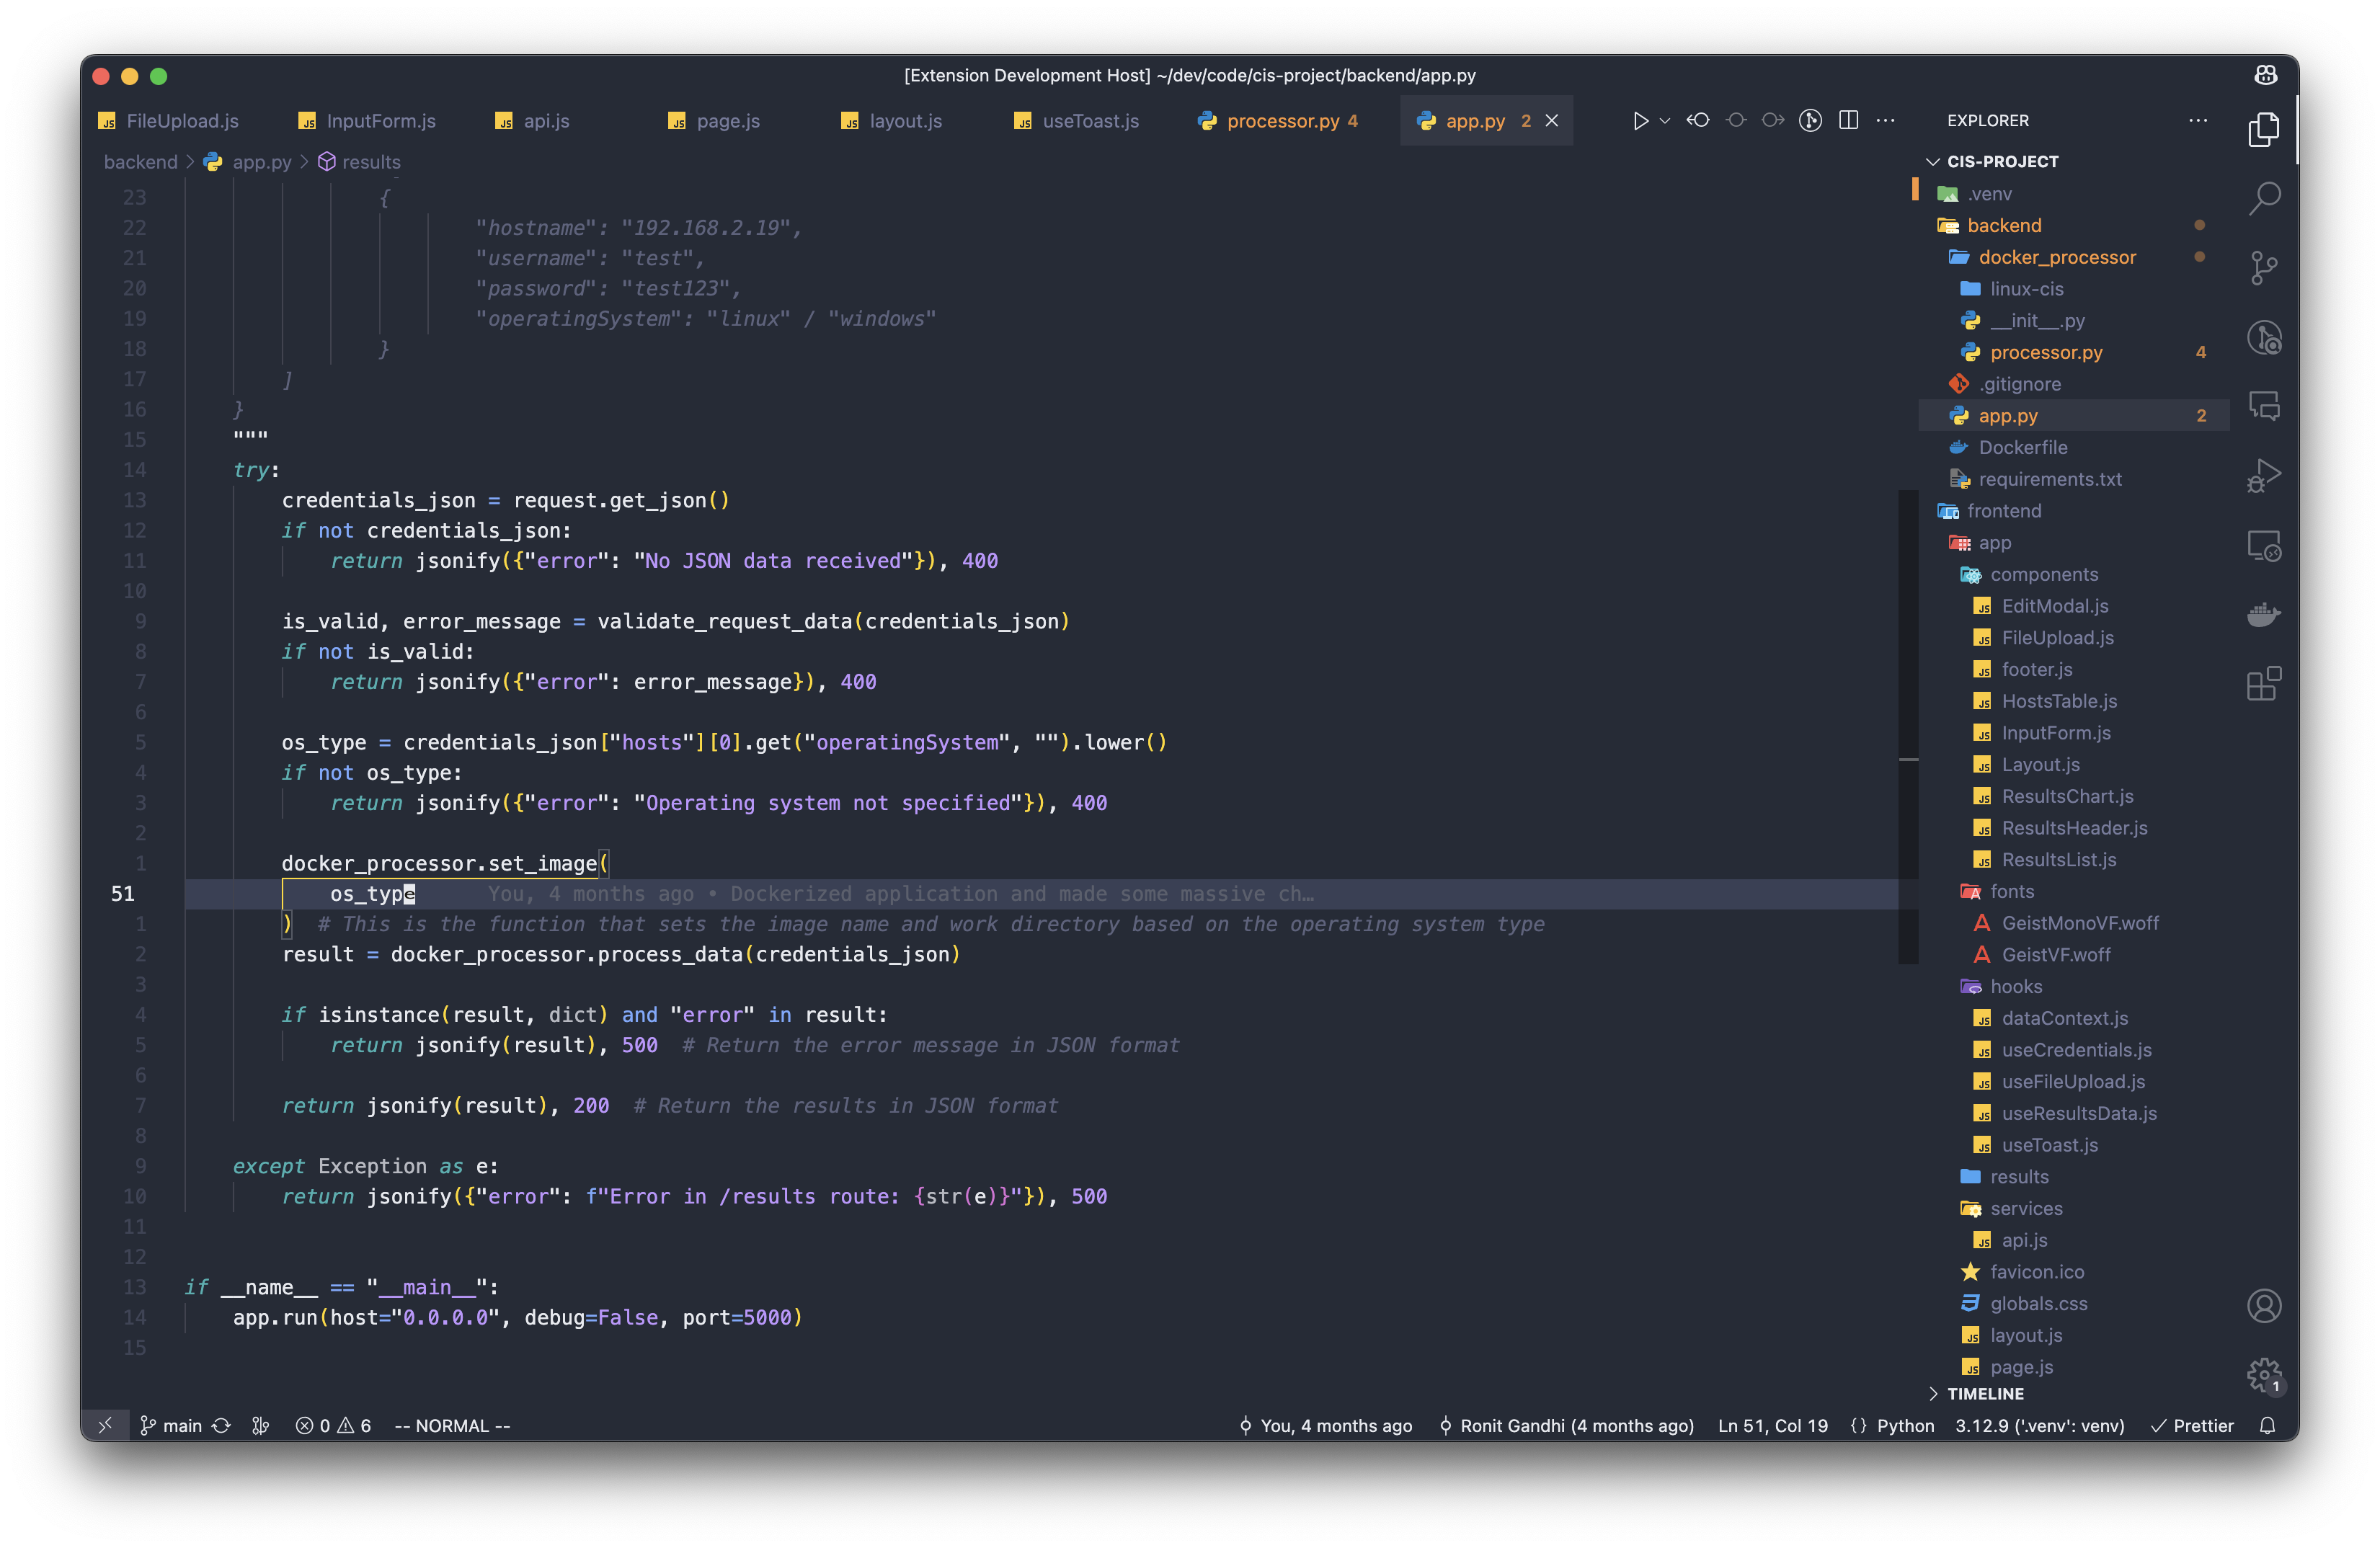 [Extension Development Host] ~/dev/code/cis-project/backend/app.py
FileUpload.js InputForm.js api.js page.js layout.js useToast.js processor.py 4 app.py 2
backend > app.py > results
23 {
22 "hostname": "192.168.2.19",
21 "username": "test",
20 "password": "test123",
19 "operatingSystem": "linux" / "windows"
18 }
17 ]
16 }
15 """
14 try:
13 credentials_json = request.get_json()
12 if not credentials_json:
11 return jsonify({"error": "No JSON data received"}), 400
10
9 is_valid, error_message = validate_request_data(credentials_json)
8 if not is_valid:
7 return jsonify({"error": error_message}), 400
6
5 os_type = credentials_json["hosts"][0].get("operatingSystem", "").lower()
4 if not os_type:
3 return jsonify({"error": "Operating system not specified"}), 400
2
1 docker_processor.set_image(
51 os_type You, 4 months ago • Dockerized application and made some massive ch…
1 ) # This is the function that sets the image name and work directory based on the operating system type
2 result = docker_processor.process_data(credentials_json)
3
4 if isinstance(result, dict) and "error" in result:
5 return jsonify(result), 500 # Return the error message in JSON format
6
7 return jsonify(result), 200 # Return the results in JSON format
8
9 except Exception as e:
10 return jsonify({"error": f"Error in /results route: {str(e)}"}), 500
11
12
13 if __name__ == "__main__":
14 app.run(host="0.0.0.0", debug=False, port=5000)
15
EXPLORER
CIS-PROJECT
.venv
backend
docker_processor
linux-cis
__init__.py
processor.py 4
.gitignore
app.py 2
Dockerfile
requirements.txt
frontend
app
components
EditModal.js
FileUpload.js
footer.js
HostsTable.js
InputForm.js
Layout.js
ResultsChart.js
ResultsHeader.js
ResultsList.js
fonts
GeistMonoVF.woff
GeistVF.woff
hooks
dataContext.js
useCredentials.js
useFileUpload.js
useResultsData.js
useToast.js
results
services
api.js
favicon.ico
globals.css
layout.js
page.js
TIMELINE
1
main 0 6 -- NORMAL -- You, 4 months ago Ronit Gandhi (4 months ago) Ln 51, Col 19 {} Python 3.12.9 ('.venv': venv) Prettier